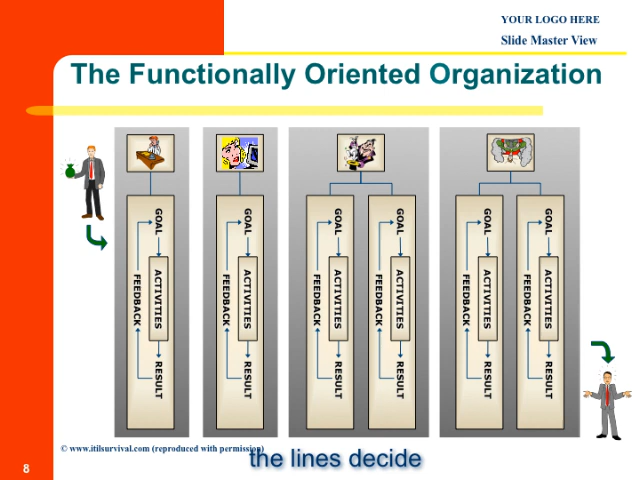 YOUR LOGO HERE
Slide Master View
The Functionally Oriented Organization
GOAL
ACTIVITIES
FEEDBACK
RESULT
GOAL
ACTIVITIES
FEEDBACK
RESULT
GOAL
ACTIVITIES
FEEDBACK
RESULT
GOAL
ACTIVITIES
FEEDBACK
RESULT
GOAL
ACTIVITIES
FEEDBACK
RESULT
GOAL
ACTIVITIES
FEEDBACK
RESULT
© www.itilsurvival.com (reproduced with permission)
the lines decide
8